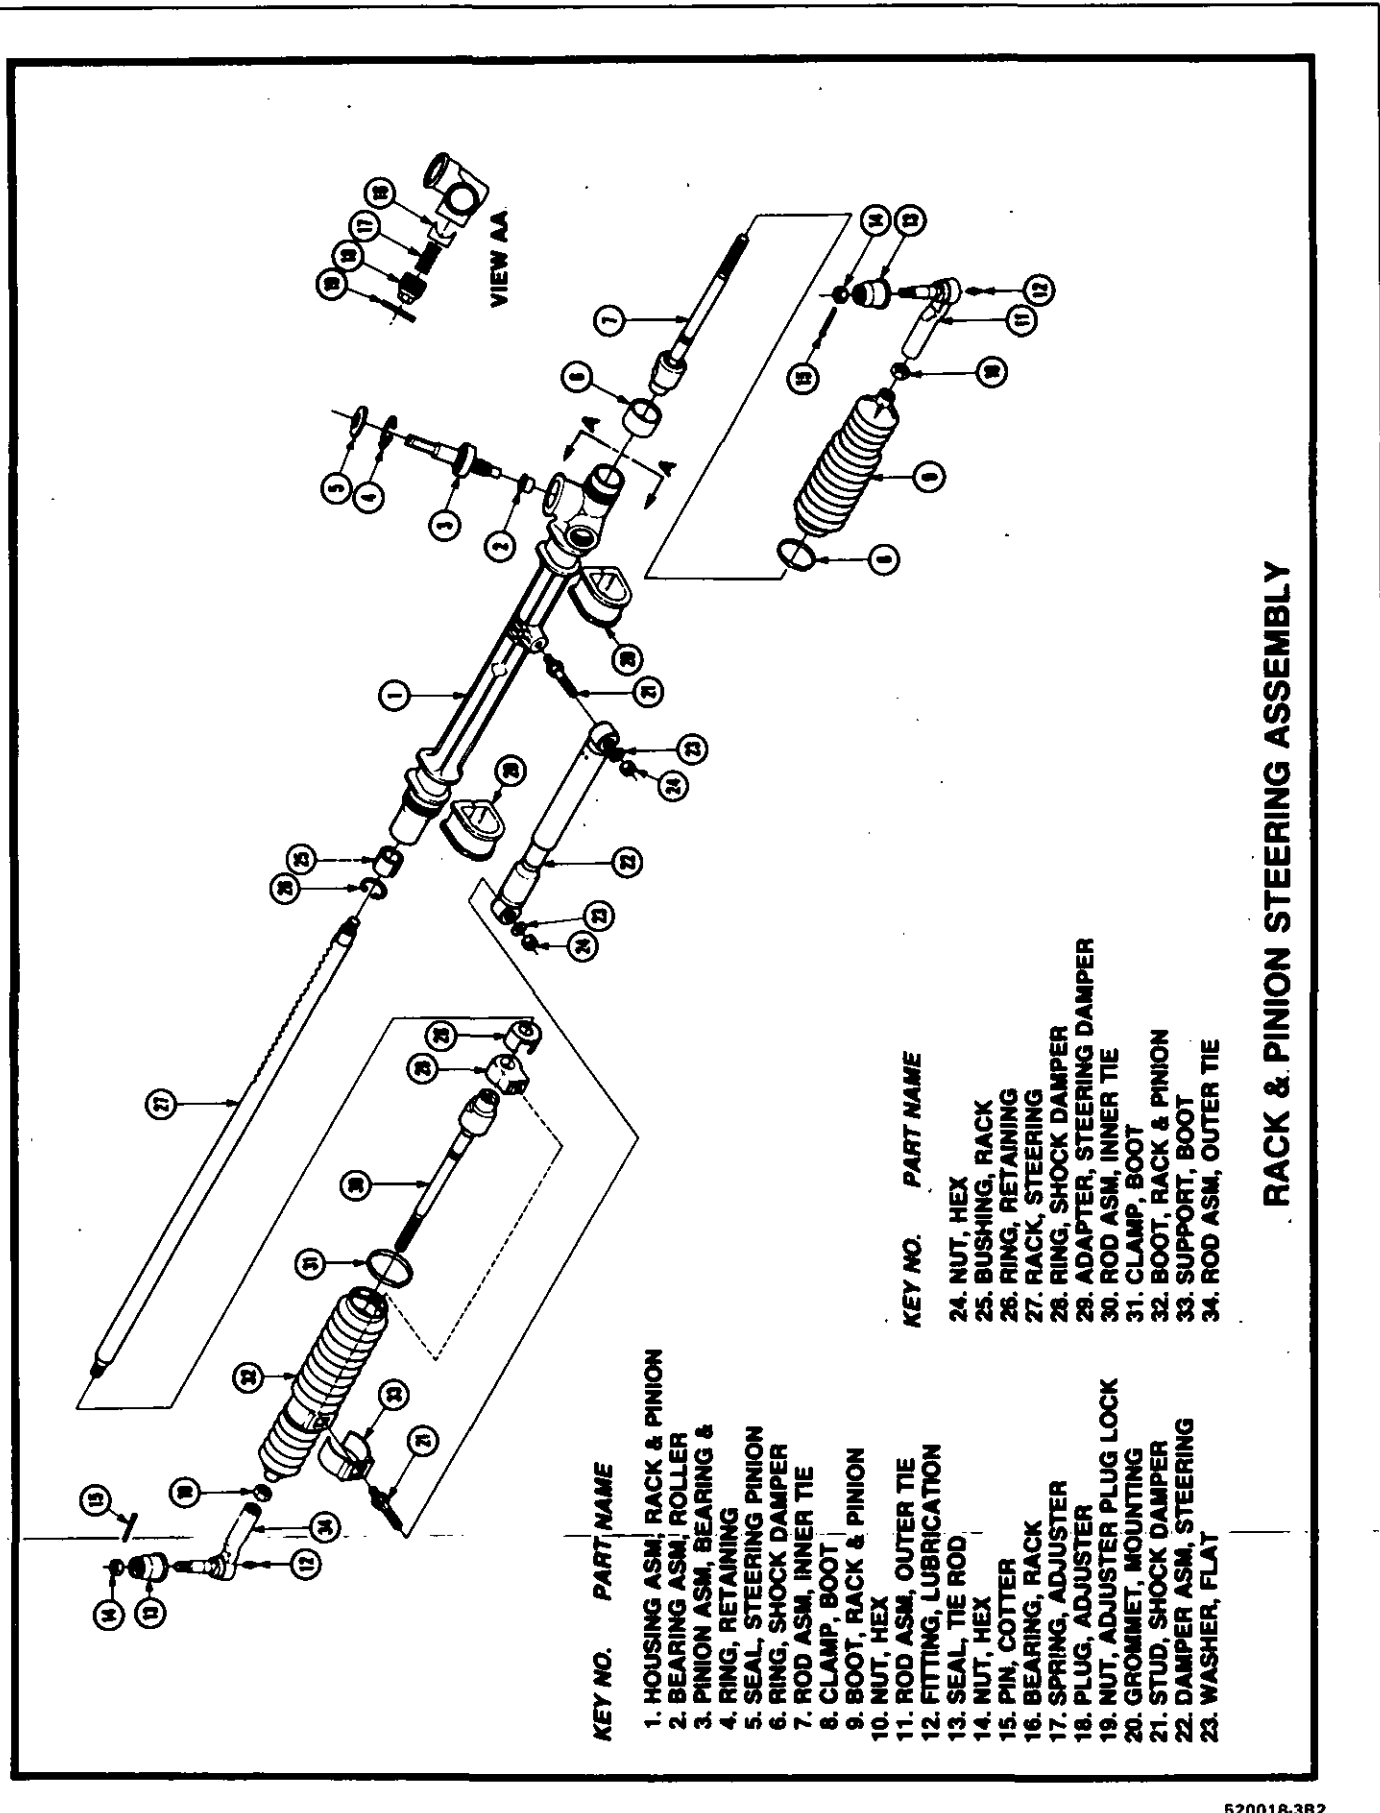 VIEW AA
A
A
KEY NO. PART NAME
1. HOUSING ASM, RACK & PINION
2. BEARING ASM, ROLLER
3. PINION ASM, BEARING &
4. RING, RETAINING
5. SEAL, STEERING PINION
6. RING, SHOCK DAMPER
7. ROD ASM, INNER TIE
8. CLAMP, BOOT
9. BOOT, RACK & PINION
10. NUT, HEX
11. ROD ASM, OUTER TIE
12. FITTING, LUBRICATION
13. SEAL, TIE ROD
14. NUT, HEX
15. PIN, COTTER
16. BEARING, RACK
17. SPRING, ADJUSTER
18. PLUG, ADJUSTER
19. NUT, ADJUSTER PLUG LOCK
20. GROMMET, MOUNTING
21. STUD, SHOCK DAMPER
22. DAMPER ASM, STEERING
23. WASHER, FLAT
KEY NO. PART NAME
24. NUT, HEX
25. BUSHING, RACK
26. RING, RETAINING
27. RACK, STEERING
28. RING, SHOCK DAMPER
29. ADAPTER, STEERING DAMPER
30. ROD ASM, INNER TIE
31. CLAMP, BOOT
32. BOOT, RACK & PINION
33. SUPPORT, BOOT
34. ROD ASM, OUTER TIE
RACK & PINION STEERING ASSEMBLY
520018-3B2